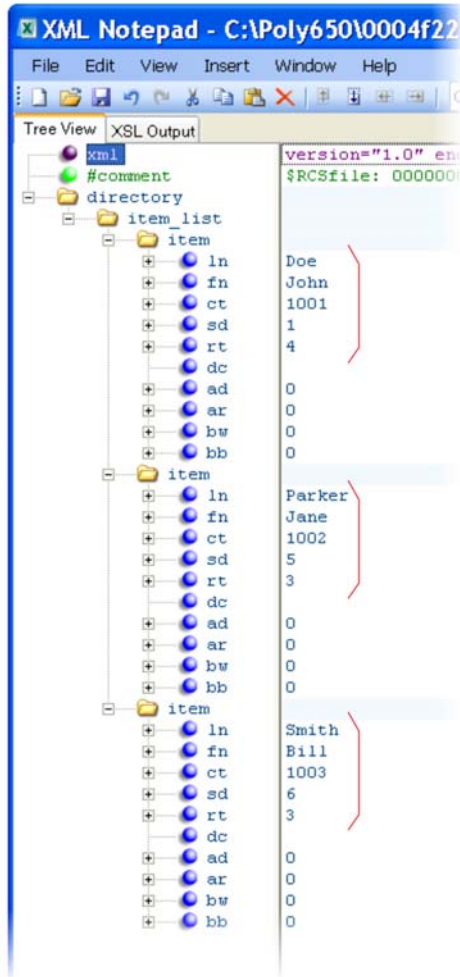 XML Notepad - C:\Poly650\0004f22
File Edit View Insert Window Help
Tree View XSL Output
xml version="1.0" en
#comment $RCSfile: 000000
directory
item_list
item
ln Doe
fn John
ct 1001
sd 1
rt 4
dc
ad 0
ar 0
bw 0
bb 0
item
ln Parker
fn Jane
ct 1002
sd 5
rt 3
dc
ad 0
ar 0
bw 0
bb 0
item
ln Smith
fn Bill
ct 1003
sd 6
rt 3
dc
ad 0
ar 0
bw 0
bb 0